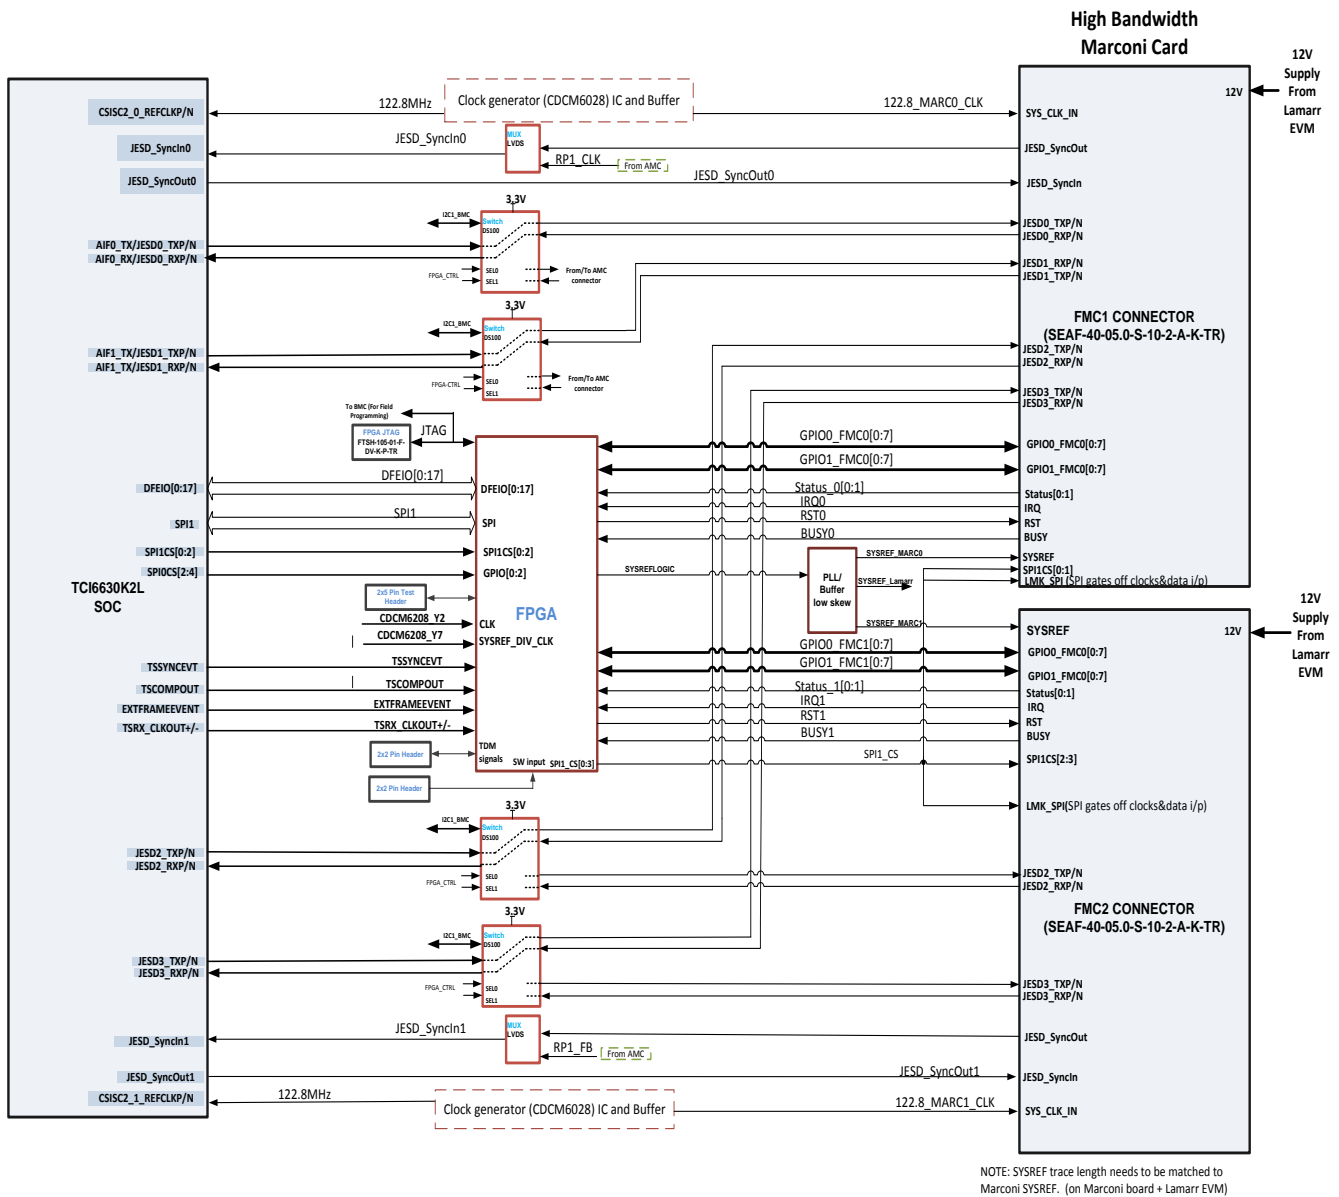 High Bandwidth
Marconi Card
12V
Supply
From
Lamarr
EVM
12V
CSISC2_0_REFCLKP/N
122.8MHz
Clock generator (CDCM6028) IC and Buffer
122.8_MARC0_CLK
SYS_CLK_IN
JESD_SyncIn0
JESD_SyncIn0
MUX
LVDS
RP1_CLK
From AMC
JESD_SyncOut
JESD_SyncOut0
JESD_SyncOut0
JESD_SyncIn
3.3V
I2C1_BMC
Switch
DS100
JESD0_TXP/N
JESD0_RXP/N
AIF0_TX/JESD0_TXP/N
AIF0_RX/JESD0_RXP/N
FPGA_CTRL
SEL0
SEL1
From/To AMC
connector
JESD1_RXP/N
JESD1_TXP/N
3.3V
I2C1_BMC
Switch
DS100
FMC1 CONNECTOR
(SEAF-40-05.0-S-10-2-A-K-TR)
AIF1_TX/JESD1_TXP/N
AIF1_TX/JESD1_RXP/N
JESD2_TXP/N
JESD2_RXP/N
FPGA-CTRL
SEL0
SEL1
From/To AMC
connector
JESD3_TXP/N
JESD3_RXP/N
To BMC (For Field
Programming)
FPGA JTAG
FTSH-105-01-F-
DV-K-P-TR
JTAG
GPIO0_FMC0[0:7]
GPIO0_FMC0[0:7]
GPIO1_FMC0[0:7]
GPIO1_FMC0[0:7]
DFEIO[0:17]
DFEIO[0:17]
DFEIO[0:17]
Status_0[0:1]
Status[0:1]
IRQ0
IRQ
SPI1
SPI1
SPI
RST0
RST
BUSY0
BUSY
SPI1CS[0:2]
SPI1CS[0:2]
SYSREF_MARC0
SYSREF
SPI0CS[2:4]
GPIO[0:2]
SYSREFLOGIC
PLL/
Buffer
low skew
SYSREF_Lamarr
SPI1CS[0:1]
LMK_SPI(SPI gates off clocks&data i/p)
TCI6630K2L
SOC
2x5 Pin Test
Header
FPGA
12V
Supply
From
Lamarr
EVM
CDCM6208_Y2
CLK
SYSREF_MARC1
SYSREF
12V
CDCM6208_Y7
SYSREF_DIV_CLK
GPIO0_FMC1[0:7]
GPIO0_FMC0[0:7]
TSSYNCEVT
TSSYNCEVT
GPIO1_FMC1[0:7]
GPIO1_FMC0[0:7]
TSCOMPOUT
TSCOMPOUT
Status_1[0:1]
Status[0:1]
EXTFRAMEEVENT
EXTFRAMEEVENT
IRQ1
IRQ
TSRX_CLKOUT+/-
TSRX_CLKOUT+/-
RST1
RST
BUSY1
BUSY
2x2 Pin Header
TDM
signals
SW input
SPI1_CS[0:3]
SPI1_CS
SPI1CS[2:3]
2x2 Pin Header
3.3V
LMK_SPI(SPI gates off clocks&data i/p)
I2C1_BMC
Switch
DS100
JESD2_TXP/N
JESD2_RXP/N
FPGA_CTRL
SEL0
SEL1
JESD2_TXP/N
JESD2_RXP/N
3.3V
FMC2 CONNECTOR
(SEAF-40-05.0-S-10-2-A-K-TR)
I2C1_BMC
Switch
DS100
JESD3_TXP/N
JESD3_RXP/N
FPGA_CTRL
SEL0
SEL1
JESD3_TXP/N
JESD3_RXP/N
JESD_SyncIn1
JESD_SyncIn1
MUX
LVDS
RP1_FB
From AMC
JESD_SyncOut
JESD_SyncOut1
JESD_SyncOut1
JESD_SyncIn
CSISC2_1_REFCLKP/N
122.8MHz
Clock generator (CDCM6028) IC and Buffer
122.8_MARC1_CLK
SYS_CLK_IN
NOTE: SYSREF trace length needs to be matched to
Marconi SYSREF. (on Marconi board + Lamarr EVM)